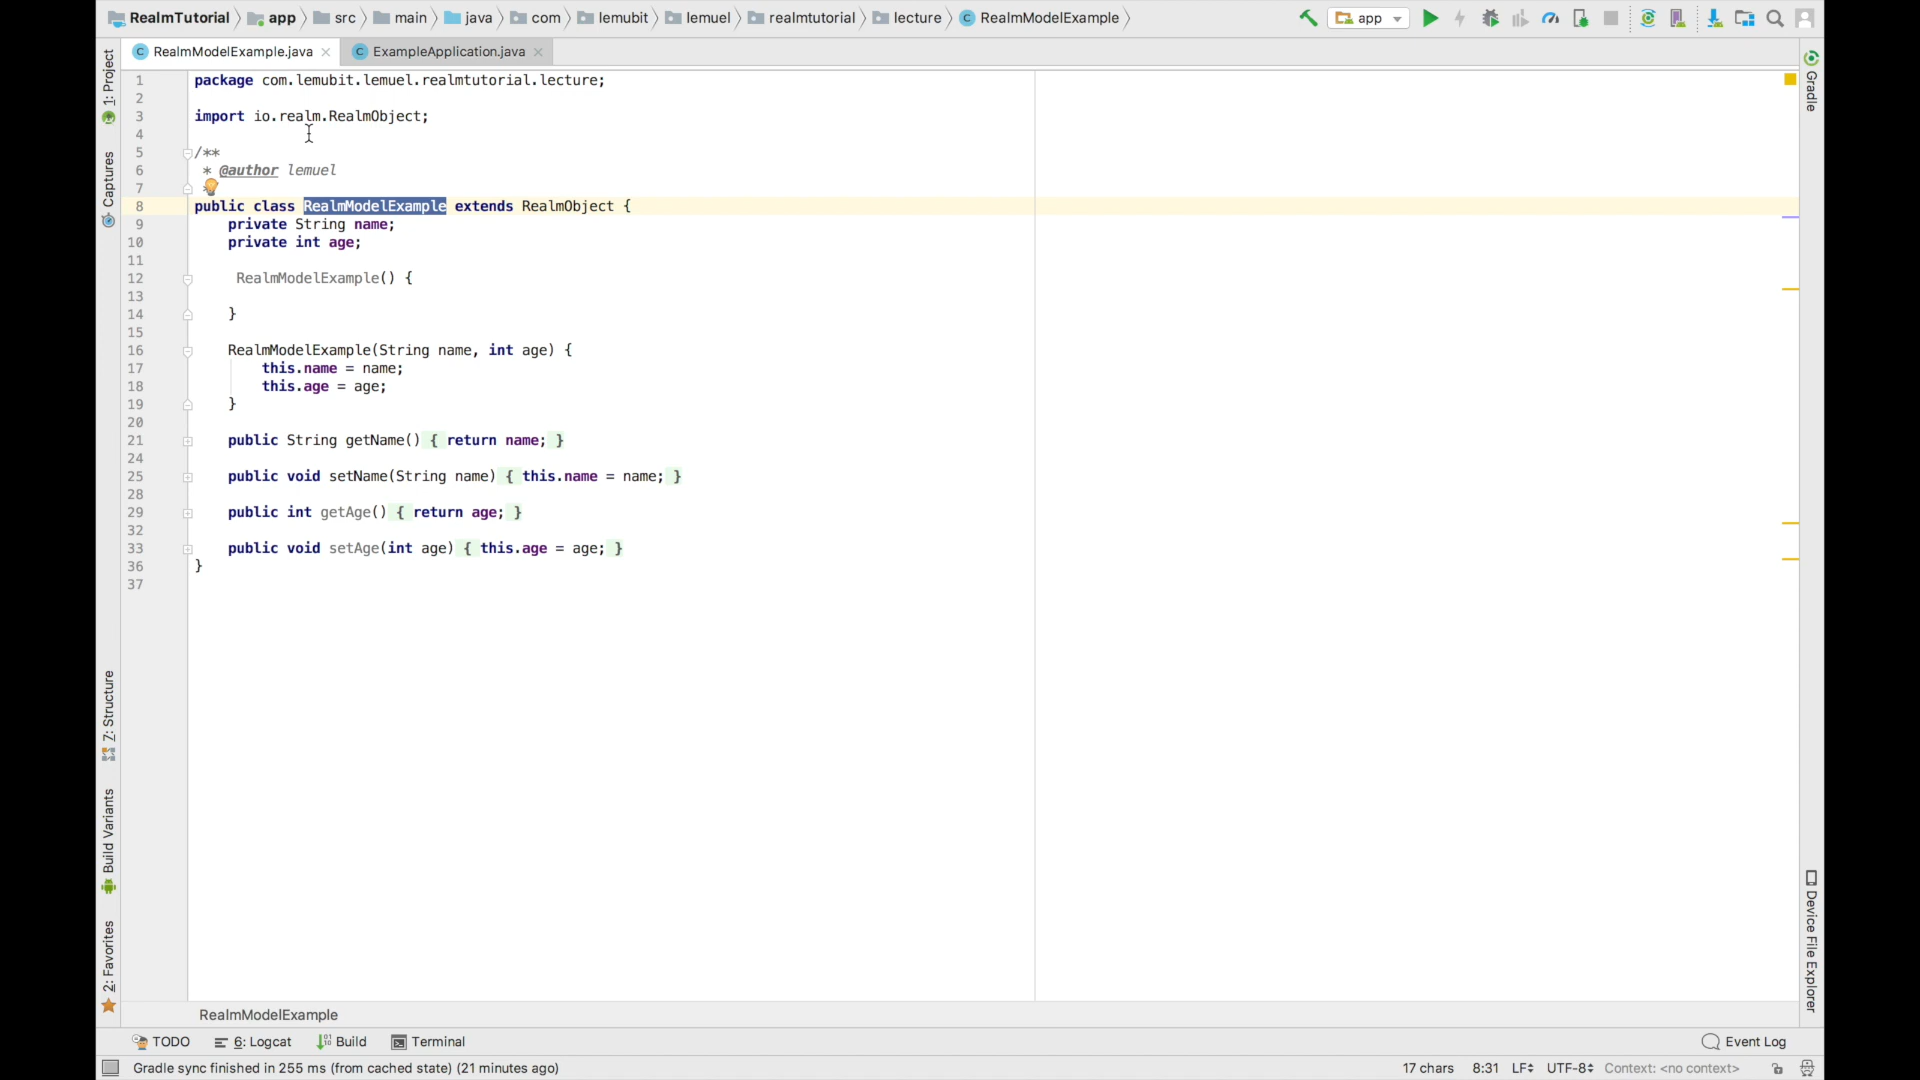 RealmTutorial app src main java com lemubit lemuel realmtutorial lecture C RealmModelExample app
C RealmModelExample.java C ExampleApplication.java
1 package com.lemubit.lemuel.realmtutorial.lecture;
2
3 import io.realm.RealmObject;
4
5 /**
6 * @author lemuel
7
8 public class RealmModelExample extends RealmObject {
9 private String name;
10 private int age;
11
12 RealmModelExample() {
13
14 }
15
16 RealmModelExample(String name, int age) {
17 this.name = name;
18 this.age = age;
19 }
20
21 public String getName() { return name; }
24
25 public void setName(String name) { this.name = name; }
28
29 public int getAge() { return age; }
32
33 public void setAge(int age) { this.age = age; }
36 }
37
1: Project
Captures
Z: Structure
Build Variants
2: Favorites
Gradle
Device File Explorer
RealmModelExample
TODO 6: Logcat Build Terminal Event Log
Gradle sync finished in 255 ms (from cached state) (21 minutes ago) 17 chars 8:31 LF UTF-8 Context: <no context>